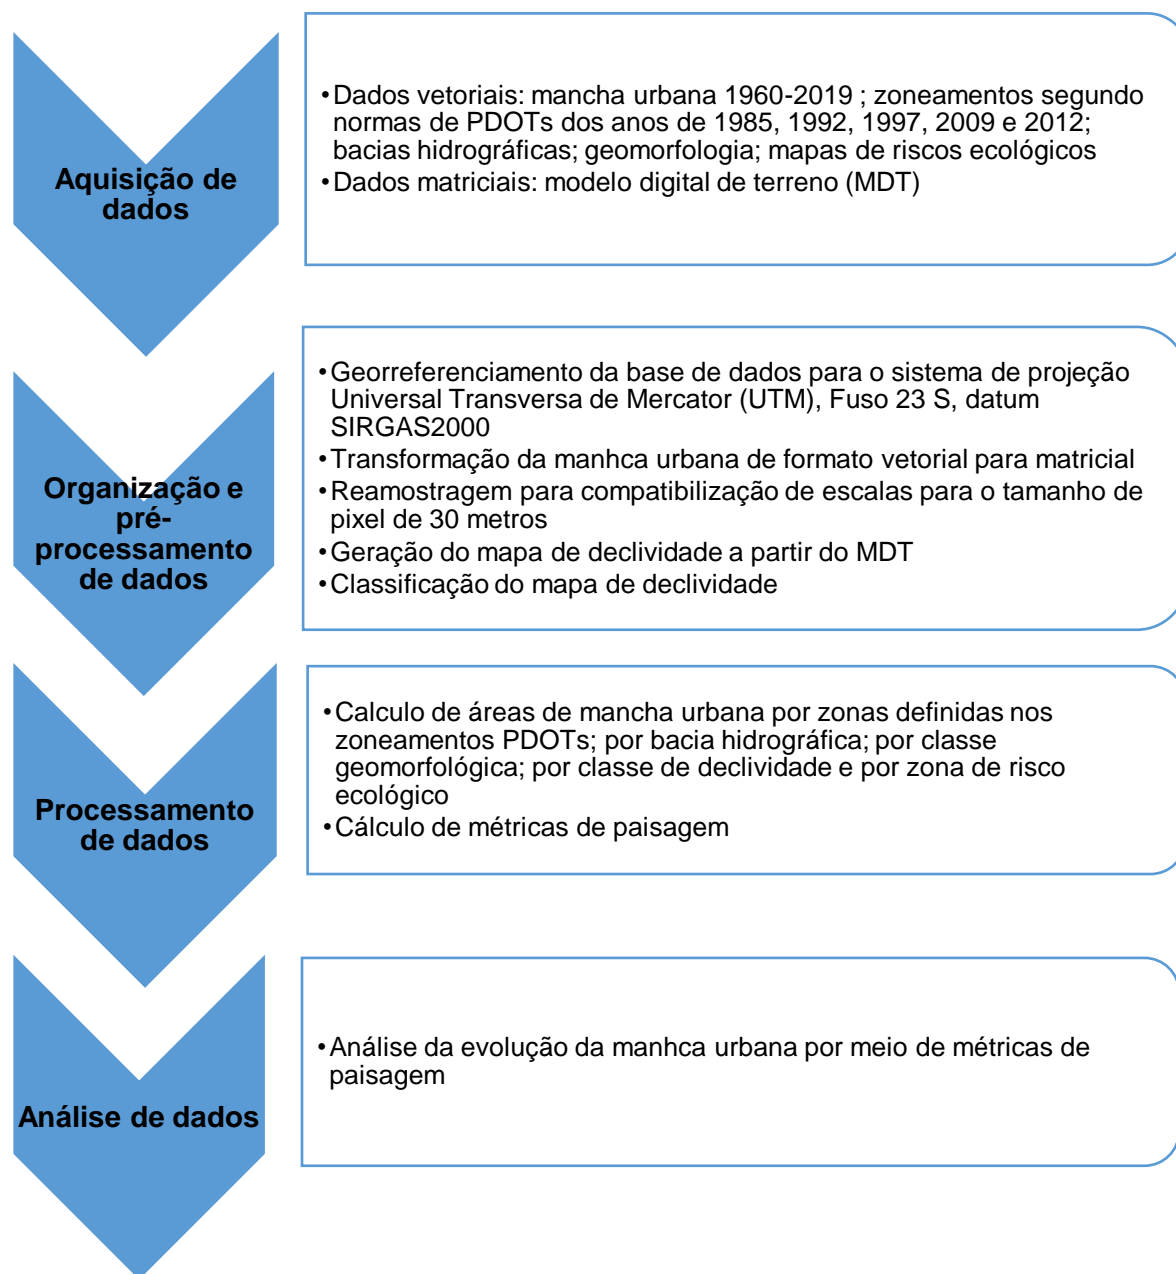 Aquisição de
dados
•Dados vetoriais: mancha urbana 1960-2019 ; zoneamentos segundo
normas de PDOTs dos anos de 1985, 1992, 1997, 2009 e 2012;
bacias hidrográficas; geomorfologia; mapas de riscos ecológicos
•Dados matriciais: modelo digital de terreno (MDT)
Organização e
pré-
processamento
de dados
•Georreferenciamento da base de dados para o sistema de projeção
Universal Transversa de Mercator (UTM), Fuso 23 S, datum
SIRGAS2000
•Transformação da manhca urbana de formato vetorial para matricial
•Reamostragem para compatibilização de escalas para o tamanho de
pixel de 30 metros
•Geração do mapa de declividade a partir do MDT
•Classificação do mapa de declividade
Processamento
de dados
•Calculo de áreas de mancha urbana por zonas definidas nos
zoneamentos PDOTs; por bacia hidrográfica; por classe
geomorfológica; por classe de declividade e por zona de risco
ecológico
•Cálculo de métricas de paisagem
Análise de dados
•Análise da evolução da manhca urbana por meio de métricas de
paisagem